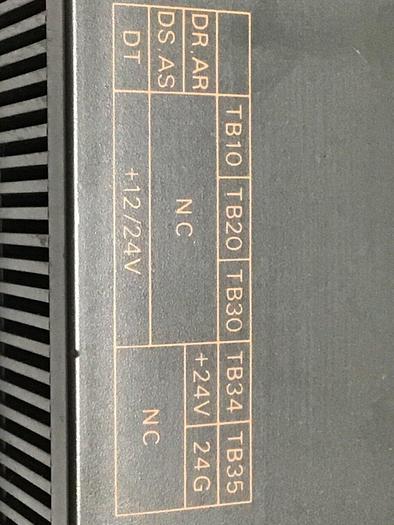 TB10 TB20 TB30 TB34 TB35
DR.AR +24V 24G
DS.AS NC
DT +12/24V NC